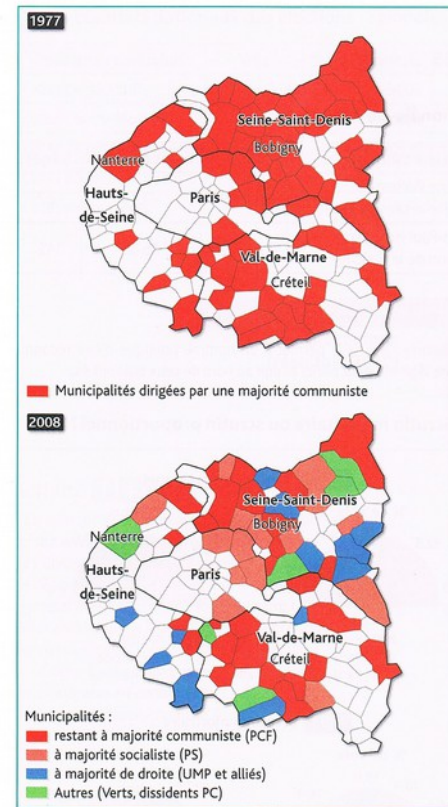 1977
Seine-Saint-Denis
Bobigny
Nanterre
Hauts-
de-Seine
Paris
Val-de-Marne
Créteil
Municipalités dirigées par une majorité communiste
2008
Seine-Saint-Denis
Bobigny
Nanterre
Hauts-
de-Seine
Paris
Val-de-Marne
Créteil
Municipalités :
restant à majorité communiste (PCF)
à majorité socialiste (PS)
à majorité de droite (UMP et alliés)
Autres (Verts, dissidents PC)